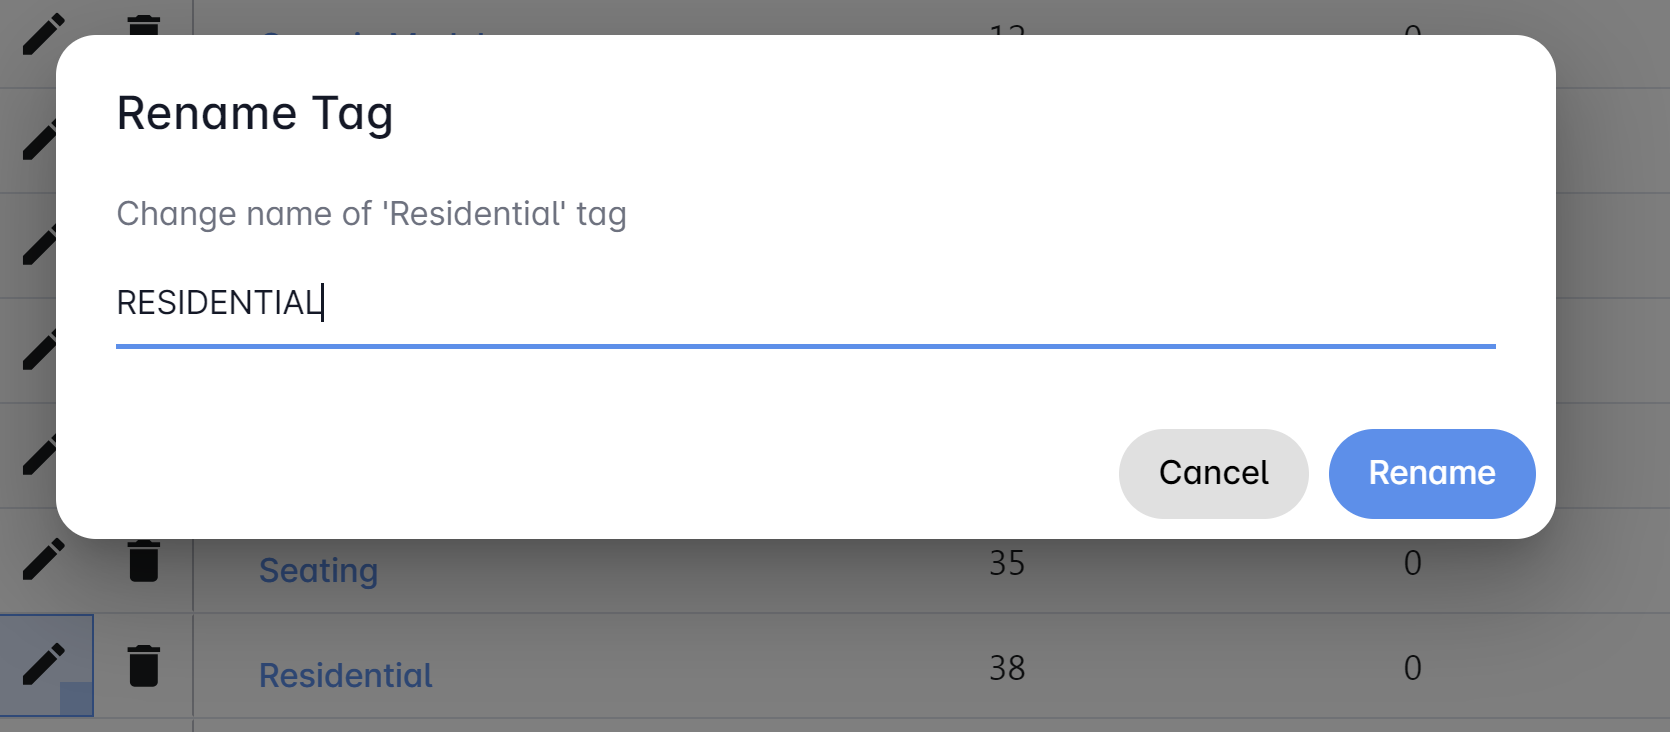 Rename Tag
Change name of 'Residential' tag
RESIDENTIAL
Cancel Rename
Seating 35 0
Residential 38 0